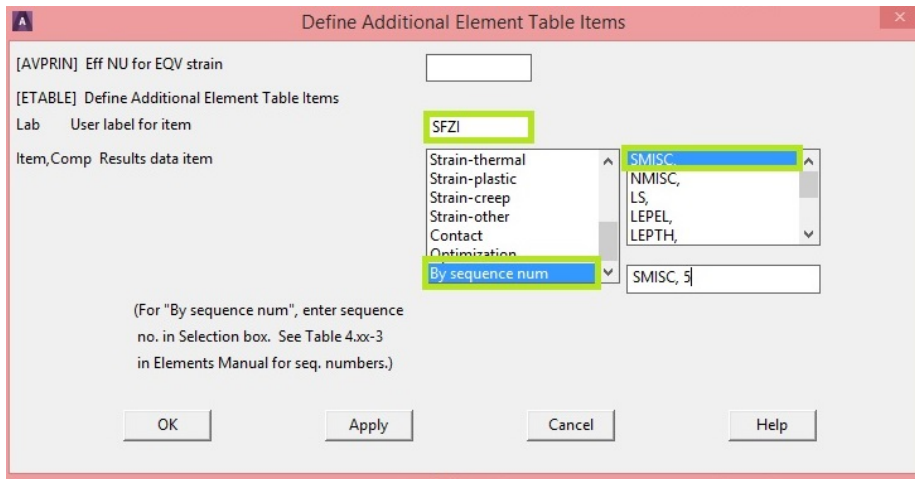 Define Additional Element Table Items
[AVPRIN] Eff NU for EQV strain
[ETABLE] Define Additional Element Table Items
Lab User label for item
SFZI
Item,Comp Results data item
Strain-thermal
Strain-plastic
Strain-creep
Strain-other
Contact
Optimization
By sequence num
SMISC,
NMISC,
LS,
LEPEL,
LEPTH,
SMISC, 5
(For "By sequence num", enter sequence
no. in Selection box. See Table 4.xx-3
in Elements Manual for seq. numbers.)
OK Apply Cancel Help